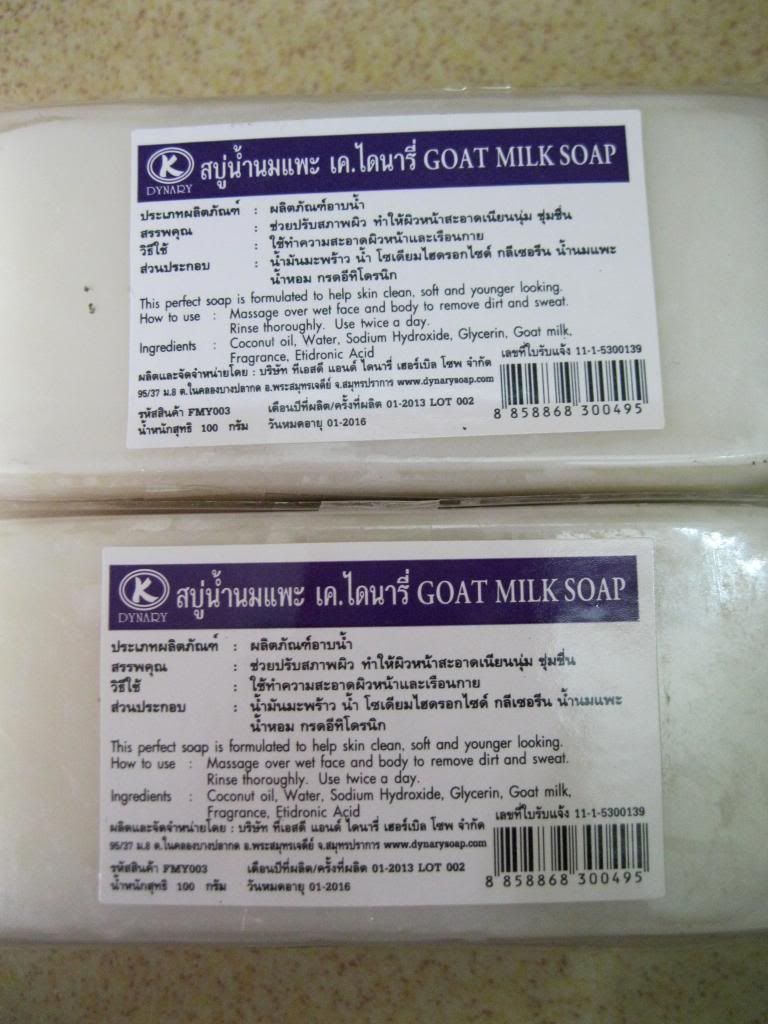 K
DYNARY
สบู่น้ำนมแพะ เค.ไดนารี่ GOAT MILK SOAP
ประเภทผลิตภัณฑ์ : ผลิตภัณฑ์อาบน้ำ
สรรพคุณ : ช่วยปรับสภาพผิว ทำให้ผิวหน้าสะอาดเนียนนุ่ม ชุ่มชื่น
วิธีใช้ : ใช้ทำความสะอาดผิวหน้าและเรือนกาย
ส่วนประกอบ : น้ำมันมะพร้าว น้ำ โซเดียมไฮดรอกไซด์ กลีเซอรีน น้ำนมแพะ
น้ำหอม กรดอีทิโดรนิก
This perfect soap is formulated to help skin clean, soft and younger looking.
How to use : Massage over wet face and body to remove dirt and sweat.
Rinse thoroughly. Use twice a day.
Ingredients : Coconut oil, Water, Sodium Hydroxide, Glycerin, Goat milk,
Fragrance, Etidronic Acid
เลขที่ใบรับแจ้ง 11-1-5300139
ผลิตและจัดจำหน่ายโดย : บริษัท ทีเอสดี แอนด์ ไดนารี่ เฮอร์เบิล โซพ จำกัด
95/37 ม.8 ต.ในคลองบางปลากด อ.พระสมุทรเจดีย์ จ.สมุทรปราการ www.dynarysoap.com
รหัสสินค้า FMY003 เดือนปีที่ผลิต/ครั้งที่ผลิต 01-2013 LOT 002
น้ำหนักสุทธิ 100 กรัม วันหมดอายุ 01-2016
8 858868 300495
K
DYNARY
สบู่น้ำนมแพะ เค.ไดนารี่ GOAT MILK SOAP
ประเภทผลิตภัณฑ์ : ผลิตภัณฑ์อาบน้ำ
สรรพคุณ : ช่วยปรับสภาพผิว ทำให้ผิวหน้าสะอาดเนียนนุ่ม ชุ่มชื่น
วิธีใช้ : ใช้ทำความสะอาดผิวหน้าและเรือนกาย
ส่วนประกอบ : น้ำมันมะพร้าว น้ำ โซเดียมไฮดรอกไซด์ กลีเซอรีน น้ำนมแพะ
น้ำหอม กรดอีทิโดรนิก
This perfect soap is formulated to help skin clean, soft and younger looking.
How to use : Massage over wet face and body to remove dirt and sweat.
Rinse thoroughly. Use twice a day.
Ingredients : Coconut oil, Water, Sodium Hydroxide, Glycerin, Goat milk,
Fragrance, Etidronic Acid
เลขที่ใบรับแจ้ง 11-1-5300139
ผลิตและจัดจำหน่ายโดย : บริษัท ทีเอสดี แอนด์ ไดนารี่ เฮอร์เบิล โซพ จำกัด
95/37 ม.8 ต.ในคลองบางปลากด อ.พระสมุทรเจดีย์ จ.สมุทรปราการ www.dynarysoap.com
รหัสสินค้า FMY003 เดือนปีที่ผลิต/ครั้งที่ผลิต 01-2013 LOT 002
น้ำหนักสุทธิ 100 กรัม วันหมดอายุ 01-2016
8 858868 300495